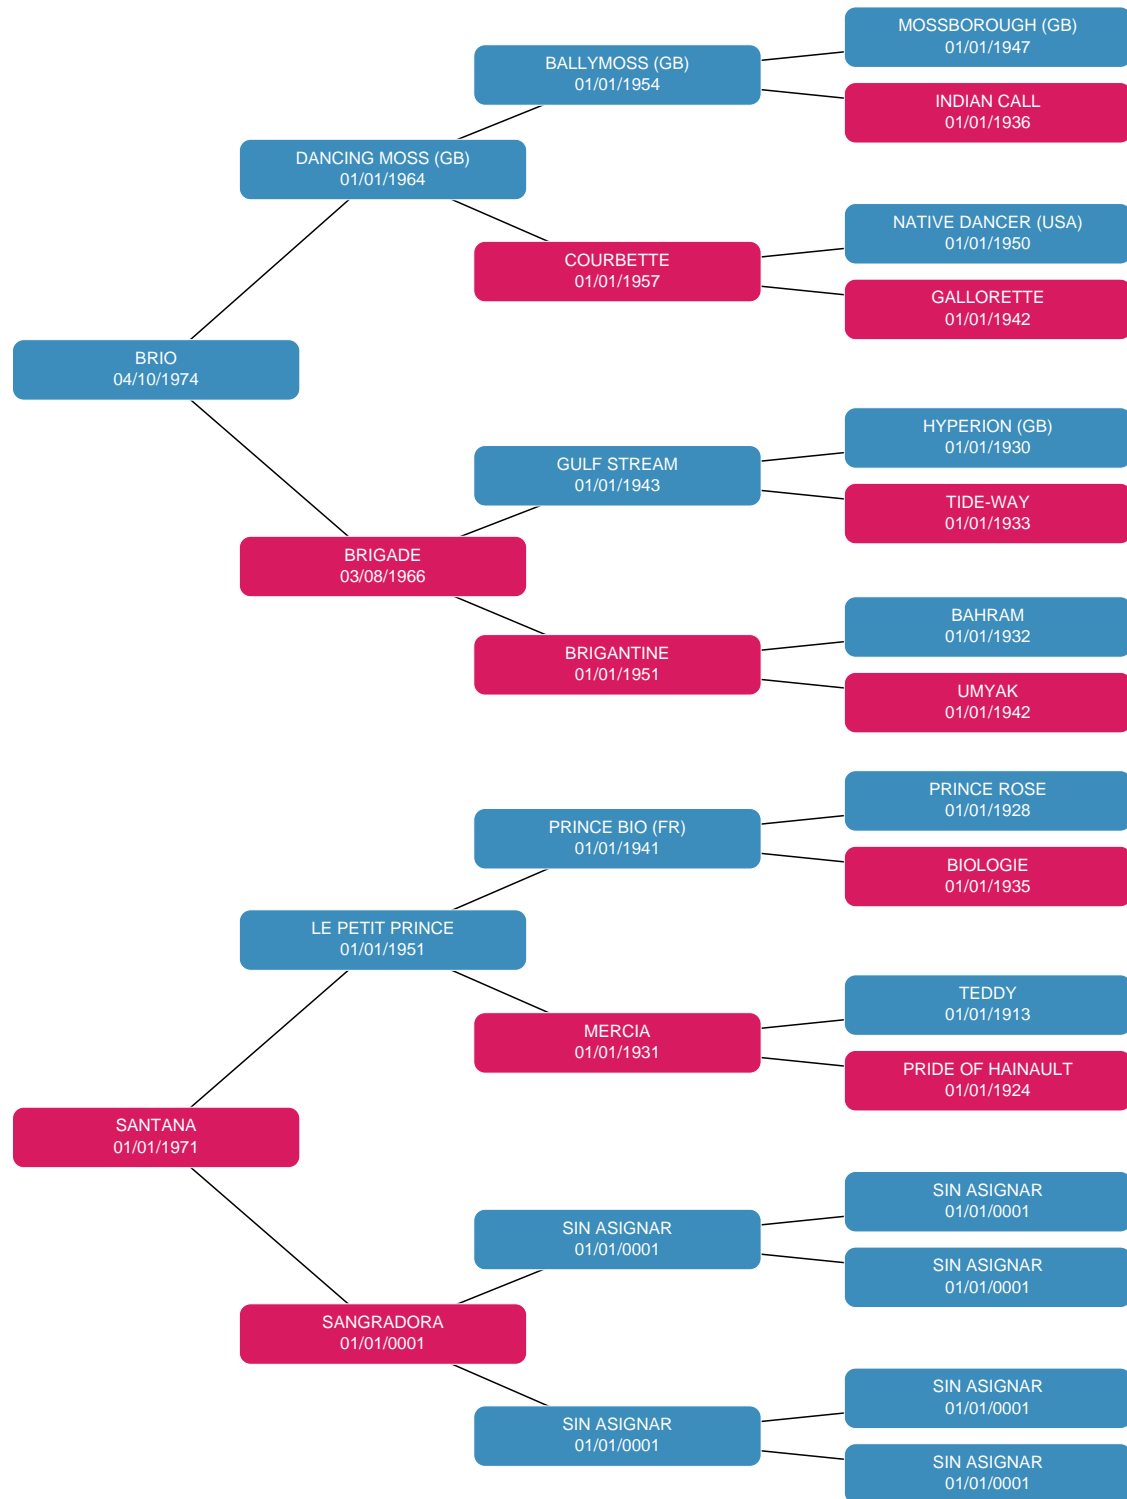 MOSSBOROUGH (GB)
01/01/1947
BALLYMOSS (GB)
01/01/1954
INDIAN CALL
01/01/1936
DANCING MOSS (GB)
01/01/1964
NATIVE DANCER (USA)
01/01/1950
COURBETTE
01/01/1957
GALLORETTE
01/01/1942
BRIO
04/10/1974
HYPERION (GB)
01/01/1930
GULF STREAM
01/01/1943
TIDE-WAY
01/01/1933
BRIGADE
03/08/1966
BAHRAM
01/01/1932
BRIGANTINE
01/01/1951
UMYAK
01/01/1942
PRINCE ROSE
01/01/1928
PRINCE BIO (FR)
01/01/1941
BIOLOGIE
01/01/1935
LE PETIT PRINCE
01/01/1951
TEDDY
01/01/1913
MERCIA
01/01/1931
PRIDE OF HAINAULT
01/01/1924
SANTANA
01/01/1971
SIN ASIGNAR
01/01/0001
SIN ASIGNAR
01/01/0001
SIN ASIGNAR
01/01/0001
SANGRADORA
01/01/0001
SIN ASIGNAR
01/01/0001
SIN ASIGNAR
01/01/0001
SIN ASIGNAR
01/01/0001